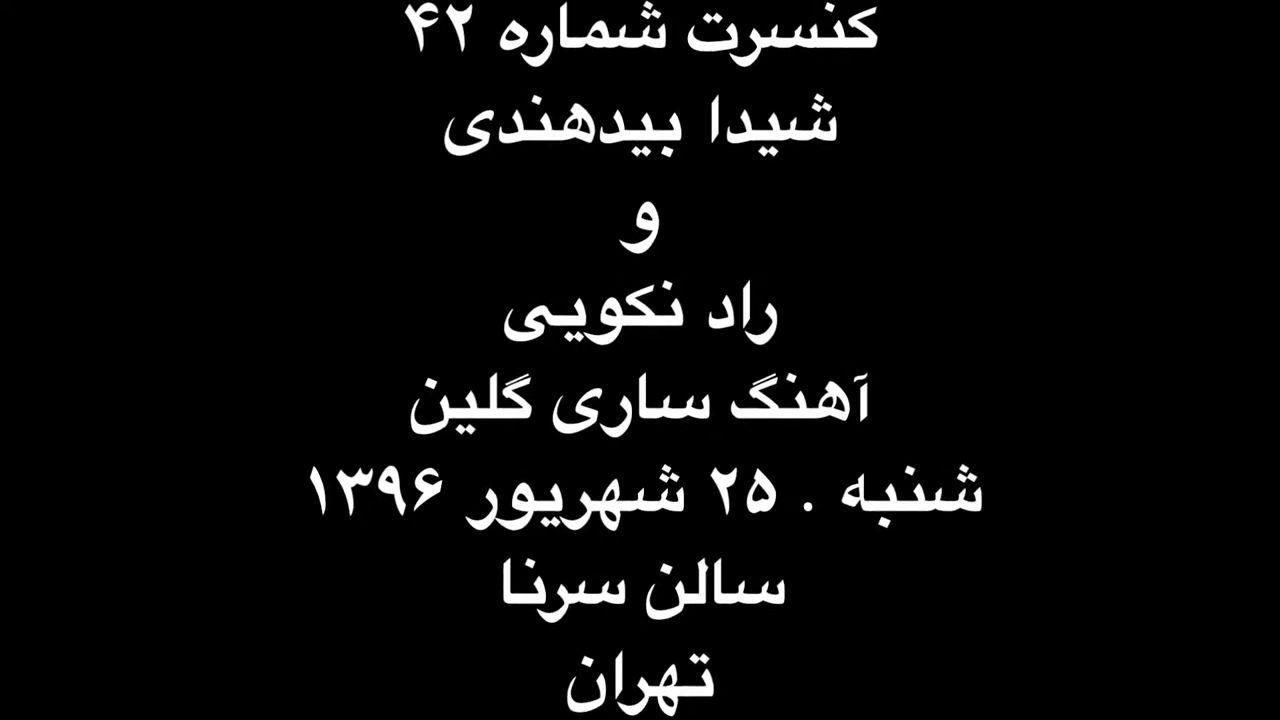 کنسرت شماره ۴۲
شیدا بیدهندی
و
راد نکویی
آهنگ ساری گلین
شنبه . ۲۵ شهریور ۱۳۹۶
سالن سرنا
تهران